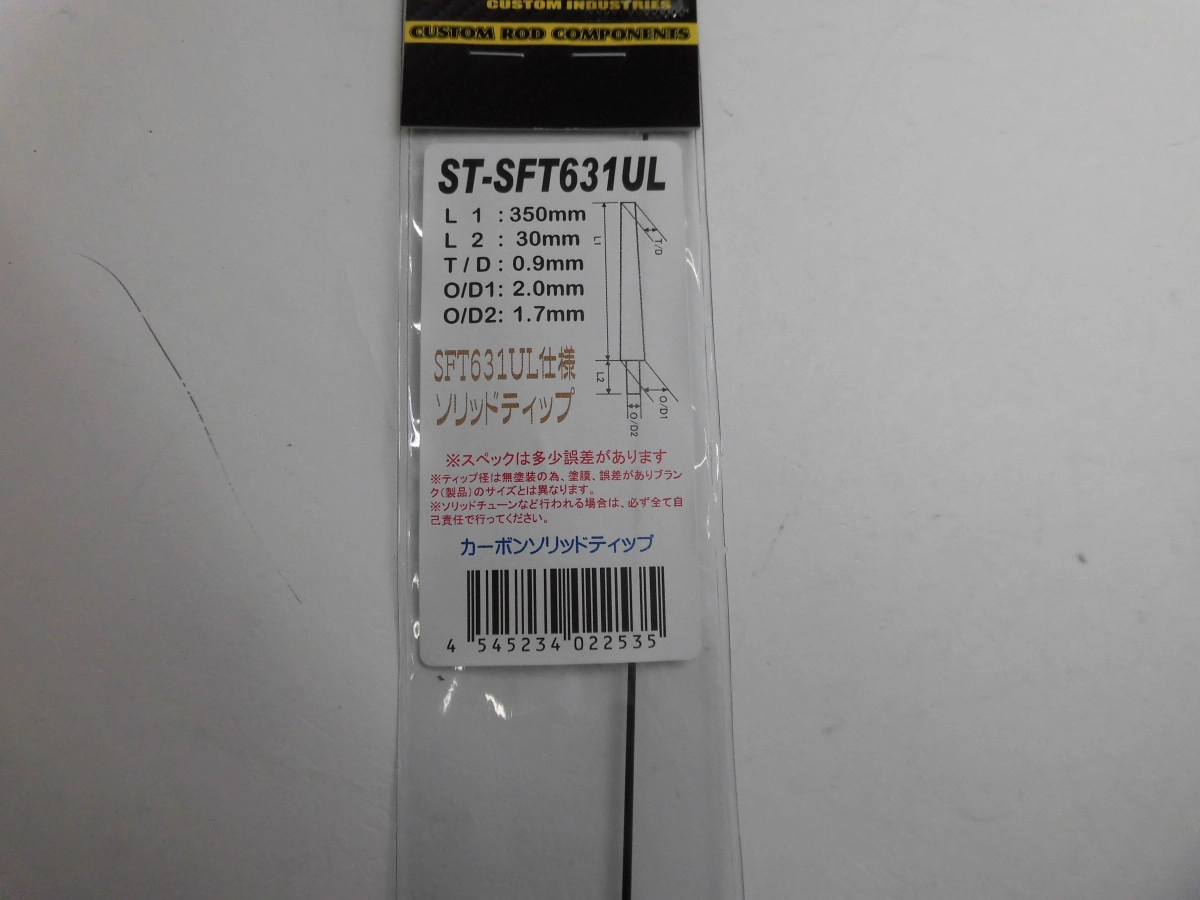 CUSTOM INDUSTRIES
CUSTOM ROD COMPONENTS
ST-SFT631UL
L 1 : 350mm
L 2 : 30mm
T / D : 0.9mm
O/D1: 2.0mm
O/D2: 1.7mm
L1
T/D
L2
O/D1
O/D2
SFT631UL仕様
ソリッドティップ
※スペックは多少誤差があります
※ティップ径は無塗装の為、塗膜、誤差がありブラン
ク(製品)のサイズとは異なります。
※ソリッドチューンなど行われる場合は、必ず全て自
己責任で行ってください。
カーボンソリッドティップ
4 545234 022535